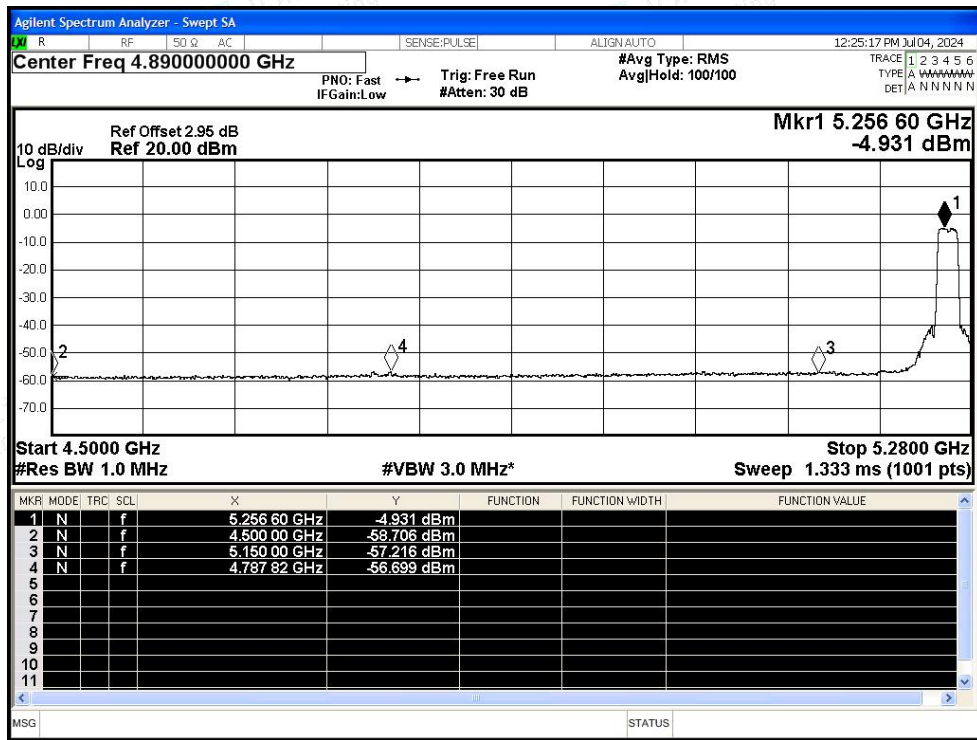 Agilent Spectrum Analyzer - Swept SA
LXI R RF 50 Ω AC SENSE:PULSE ALIGN AUTO 12:25:17 PM Jul 04, 2024
Center Freq 4.890000000 GHz
PNO: Fast
IFGain:Low
Trig: Free Run
#Atten: 30 dB
#Avg Type: RMS
Avg|Hold: 100/100
TRACE 1 2 3 4 5 6
TYPE A WWWWW
DET A N N N N N
Ref Offset 2.95 dB
10 dB/div Ref 20.00 dBm
Log
Mkr1 5.256 60 GHz
-4.931 dBm
10.0
0.00
-10.0
-20.0
-30.0
-40.0
-50.0
-60.0
-70.0
1
2
4
3
Start 4.5000 GHz Stop 5.2800 GHz
#Res BW 1.0 MHz #VBW 3.0 MHz* Sweep 1.333 ms (1001 pts)
MKR MODE TRC SCL X Y FUNCTION FUNCTION WIDTH FUNCTION VALUE
1 N f 5.256 60 GHz -4.931 dBm
2 N f 4.500 00 GHz -58.706 dBm
3 N f 5.150 00 GHz -57.216 dBm
4 N f 4.787 82 GHz -56.699 dBm
5
6
7
8
9
10
11
MSG STATUS